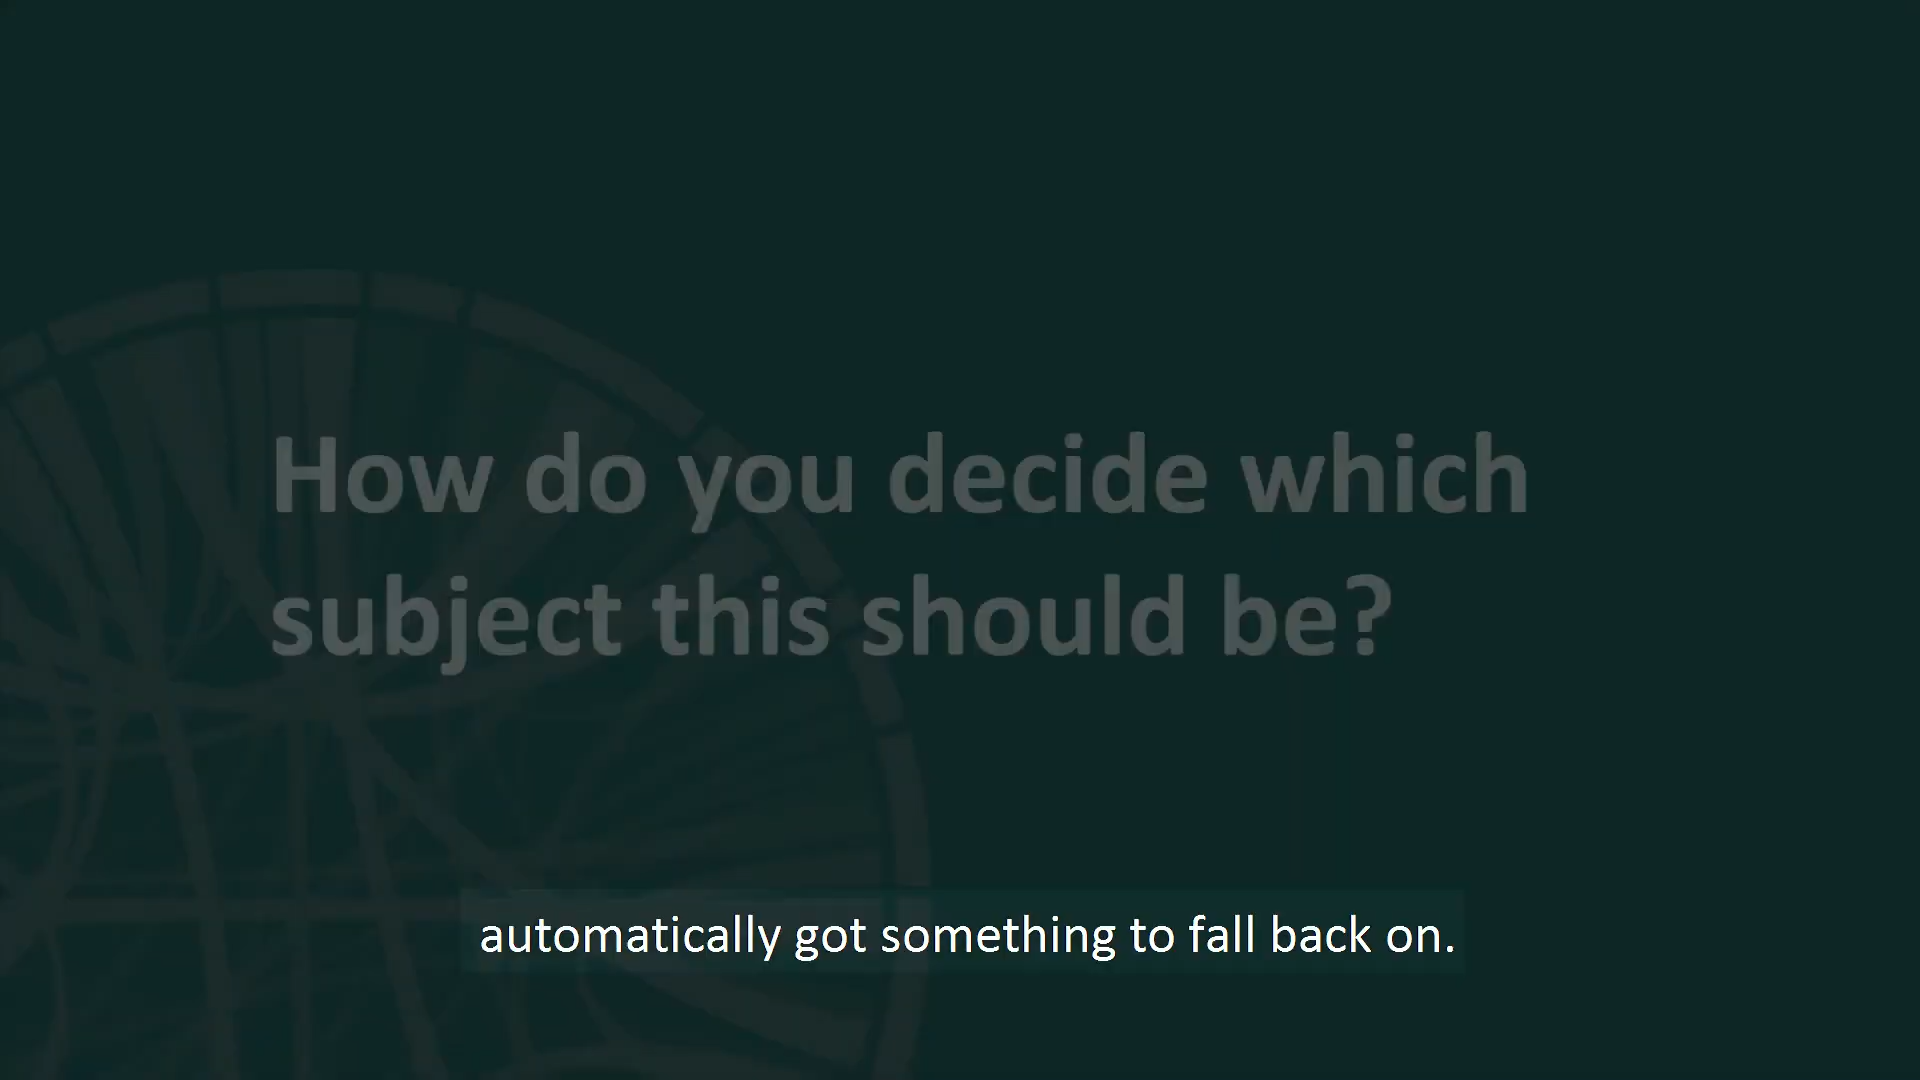 How do you decide which
subject this should be?
automatically got something to fall back on.